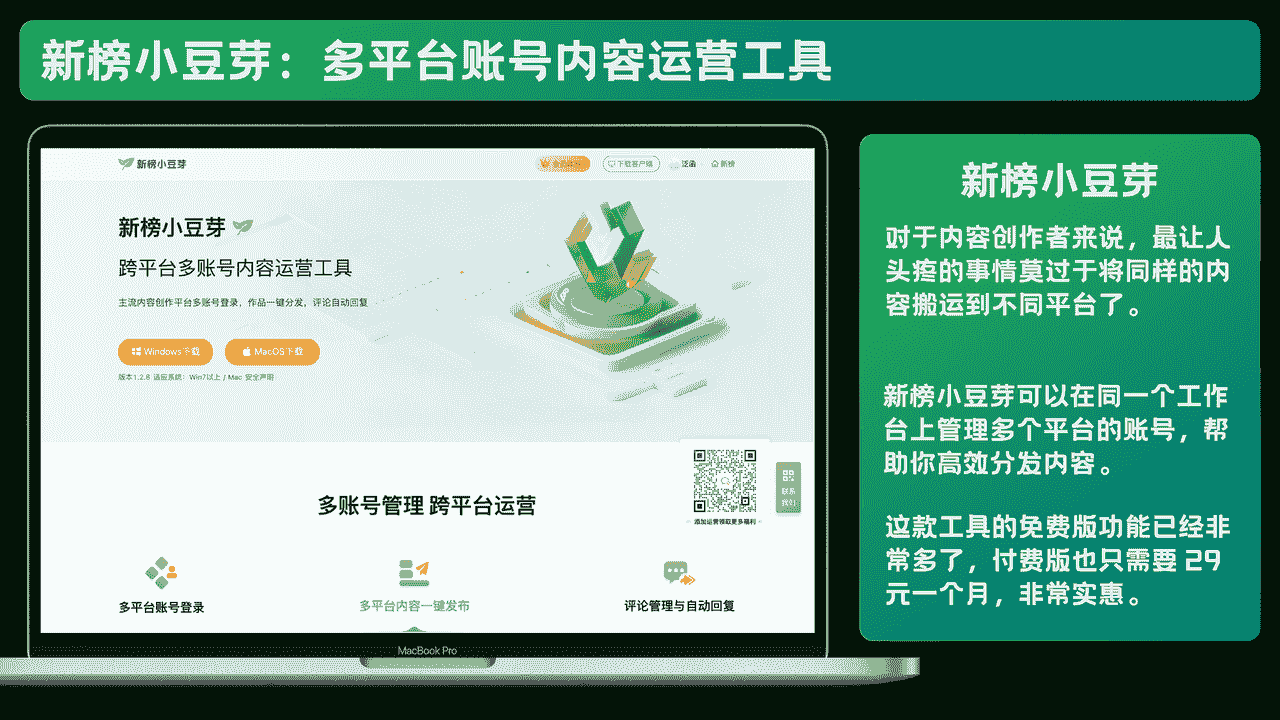 新榜小豆芽：多平台账号内容运营工具
新榜小豆芽
下载客户端
泛函
新榜
新榜小豆芽
跨平台多账号内容运营工具
主流内容创作平台多账号登录，作品一键分发，评论自动回复
Windows下载
MacOS下载
版本1.2.6 适应系统：Win7以上 / Mac 安全声明
添加运营领取更多福利
联系
我们
多账号管理 跨平台运营
多平台账号登录
多平台内容一键发布
评论管理与自动回复
MacBook Pro
新榜小豆芽
对于内容创作者来说，最让人
头疼的事情莫过于将同样的内
容搬运到不同平台了。
新榜小豆芽可以在同一个工作
台上管理多个平台的账号，帮
助你高效分发内容。
这款工具的免费版功能已经非
常多了，付费版也只需要 29
元一个月，非常实惠。